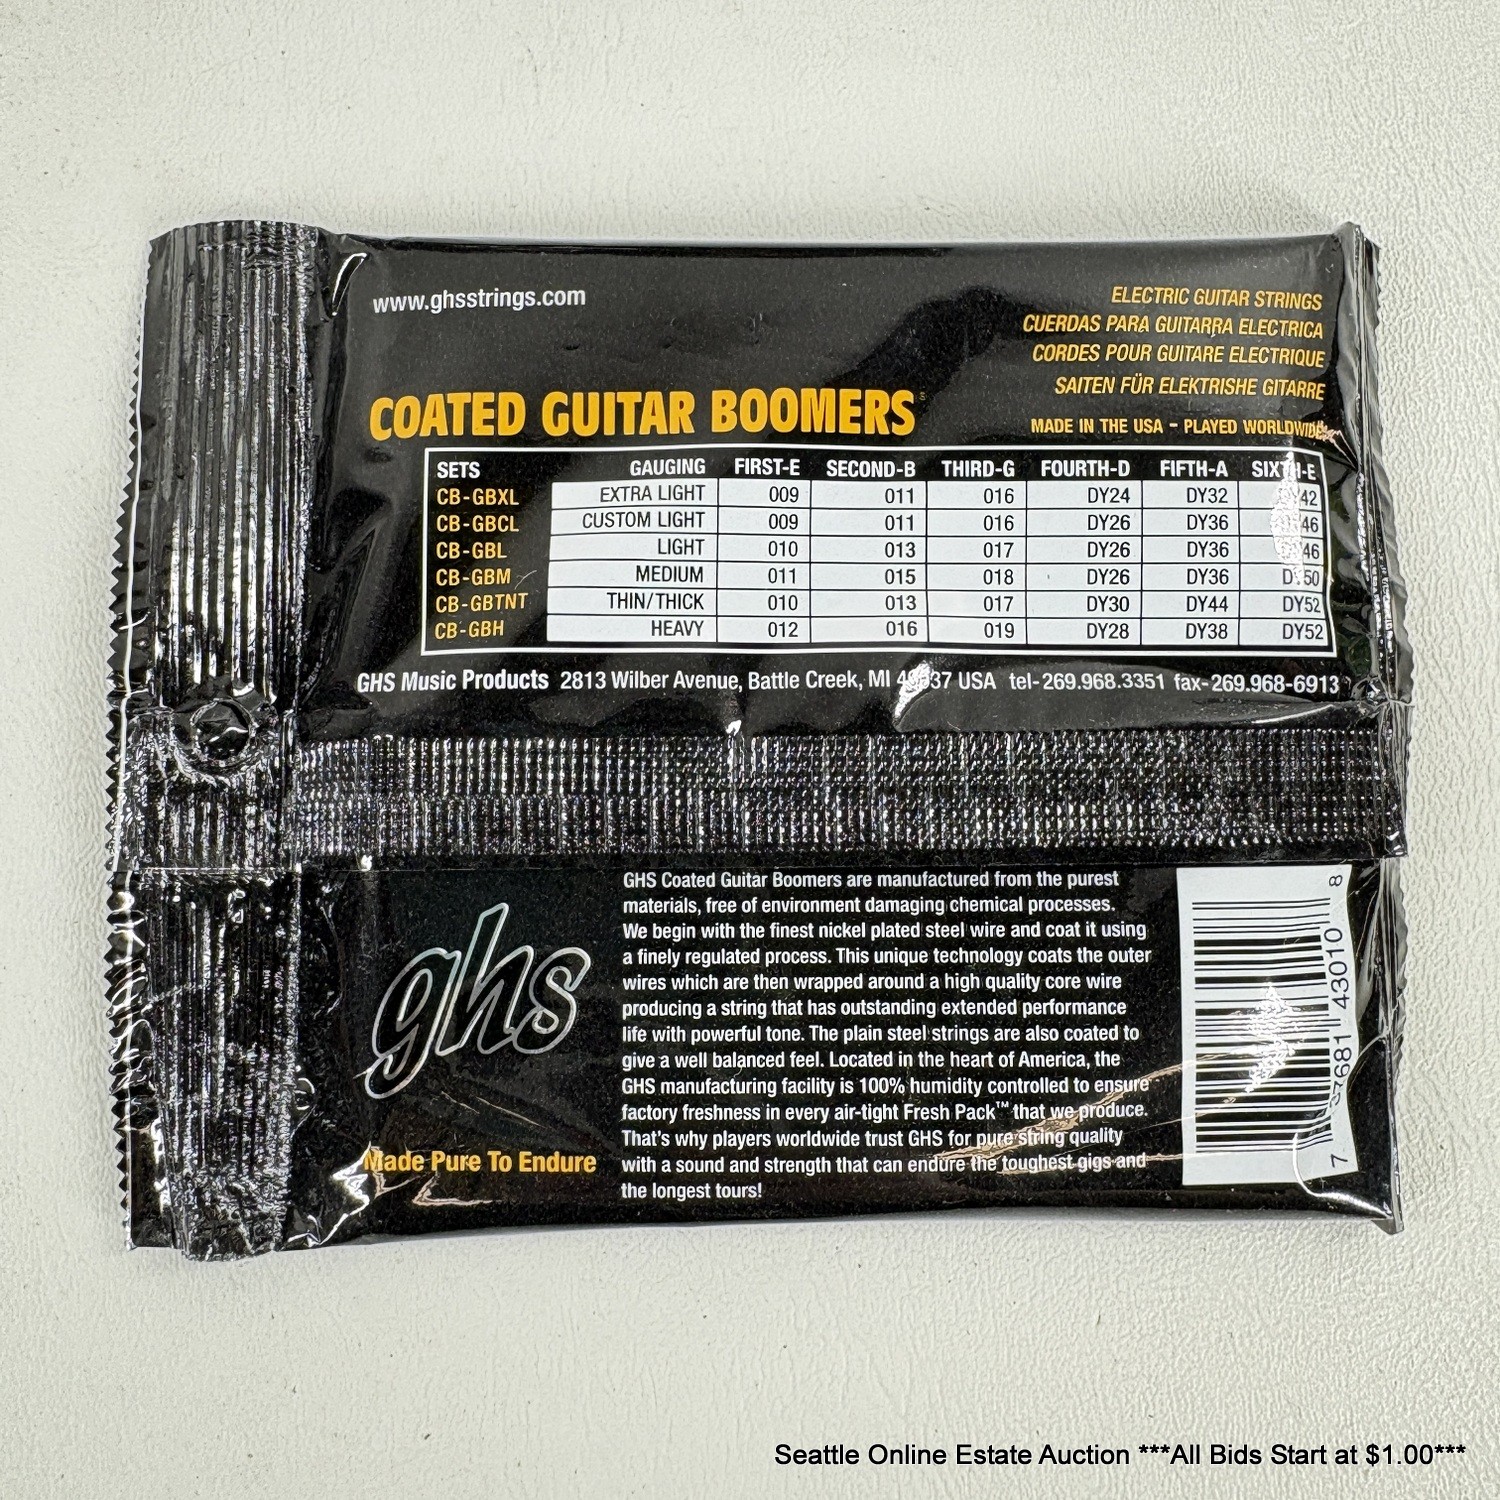 www.ghsstrings.com
ELECTRIC GUITAR STRINGS
CUERDAS PARA GUITARRA ELECTRICA
CORDES POUR GUITARE ELECTRIQUE
SAITEN FÜR ELEKTRISHE GITARRE
MADE IN THE USA - PLAYED WORLDWIDE
COATED GUITAR BOOMERS
SETS GAUGING FIRST-E SECOND-B THIRD-G FOURTH-D FIFTH-A SIXTH-E
CB-GBXL EXTRA LIGHT 009 011 016 DY24 DY32
CB-GBCL CUSTOM LIGHT 009 011 016 DY26 DY36
CB-GBL LIGHT 010 013 017 DY26 DY36
CB-GBM MEDIUM 011 015 018 DY26 DY36 DY50
CB-GBTNT THIN/THICK 010 013 017 DY30 DY44 DY52
CB-GBH HEAVY 012 016 019 DY28 DY38 DY52
GHS Music Products 2813 Wilber Avenue, Battle Creek, MI USA tel-269.968.3351 fax-269.968-6913
ghs
Made Pure To Endure
GHS Coated Guitar Boomers are manufactured from the purest
materials, free of environment damaging chemical processes.
We begin with the finest nickel plated steel wire and coat it using
a finely regulated process. This unique technology coats the outer
wires which are then wrapped around a high quality core wire
producing a string that has outstanding extended performance
life with powerful tone. The plain steel strings are also coated to
give a well balanced feel. Located in the heart of America, the
GHS manufacturing facility is 100% humidity controlled to ensure
factory freshness in every air-tight Fresh Pack™ that we produce.
That's why players worldwide trust GHS for pure string quality
with a sound and strength that can endure the toughest gigs and
the longest tours!
7 37681 43010 8
Seattle Online Estate Auction ***All Bids Start at $1.00***